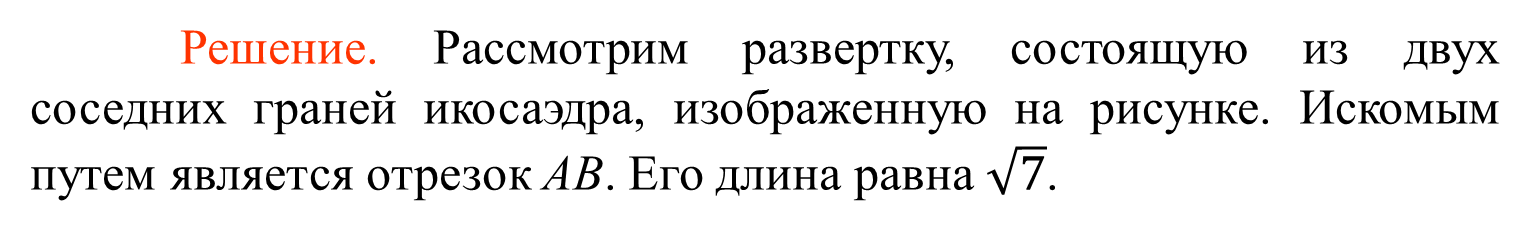 Решение. Рассмотрим развертку, состоящую из двух
соседних граней икосаэдра, изображенную на рисунке. Искомым
путем является отрезок AB. Его длина равна √7.